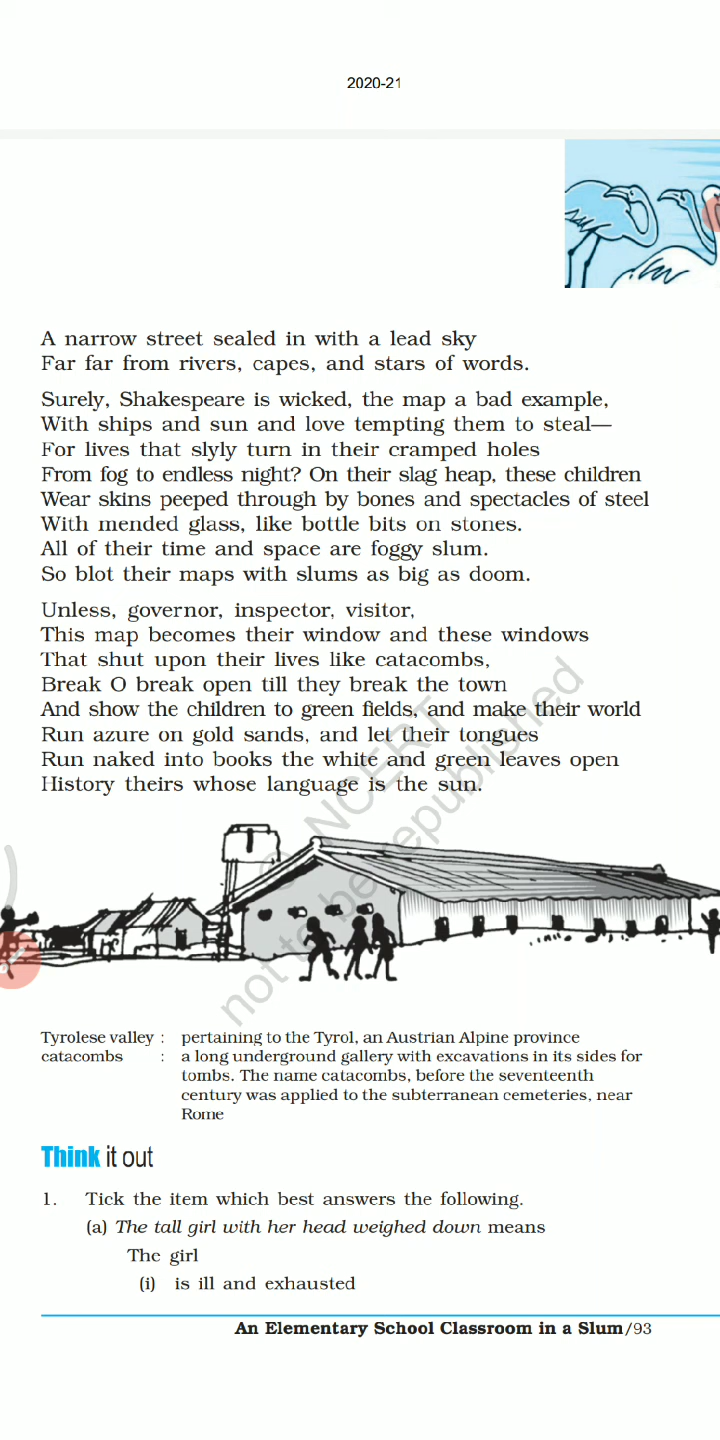 2020-21
A narrow street sealed in with a lead sky
Far far from rivers, capes, and stars of words.
Surely, Shakespeare is wicked, the map a bad example,
With ships and sun and love tempting them to steal—
For lives that slyly turn in their cramped holes
From fog to endless night? On their slag heap, these children
Wear skins peeped through by bones and spectacles of steel
With mended glass, like bottle bits on stones.
All of their time and space are foggy slum.
So blot their maps with slums as big as doom.
Unless, governor, inspector, visitor,
This map becomes their window and these windows
That shut upon their lives like catacombs,
Break O break open till they break the town
And show the children to green fields, and make their world
Run azure on gold sands, and let their tongues
Run naked into books the white and green leaves open
History theirs whose language is the sun.
© NCERT
not to be republished
Tyrolese valley : pertaining to the Tyrol, an Austrian Alpine province
catacombs : a long underground gallery with excavations in its sides for
tombs. The name catacombs, before the seventeenth
century was applied to the subterranean cemeteries, near
Rome
Think it out
1. Tick the item which best answers the following.
(a) The tall girl with her head weighed down means
The girl
(i) is ill and exhausted
An Elementary School Classroom in a Slum/93